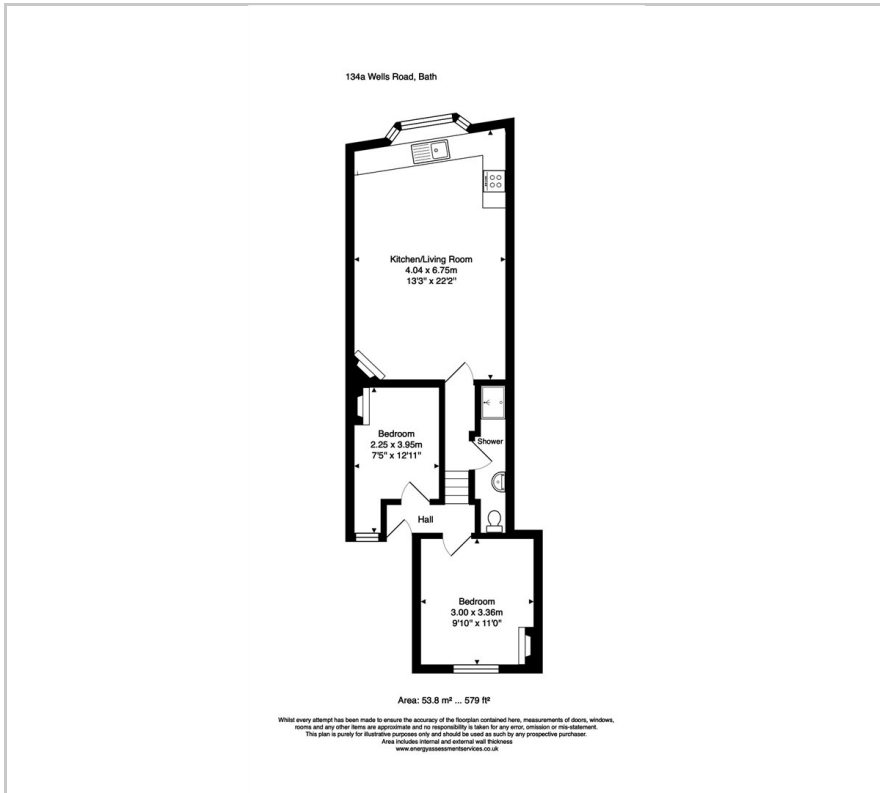 134a Wells Road, Bath
Kitchen/Living Room
4.04 x 6.75m
13'3" x 22'2"
Bedroom
2.25 x 3.95m
7'5" x 12'11"
Shower
Hall
Bedroom
3.00 x 3.36m
9'10" x 11'0"
Area: 53.8 m² ... 579 ft²
Whilst every attempt has been made to ensure the accuracy of the floorplan contained here, measurements of doors, windows,
rooms and any other items are approximate and no responsibility is taken for any error, omission or mis-statement.
This plan is purely for illustrative purposes only and should be used as such by any prospective purchaser.
Area includes internal and external wall thickness
www.energyassessmentservices.co.uk